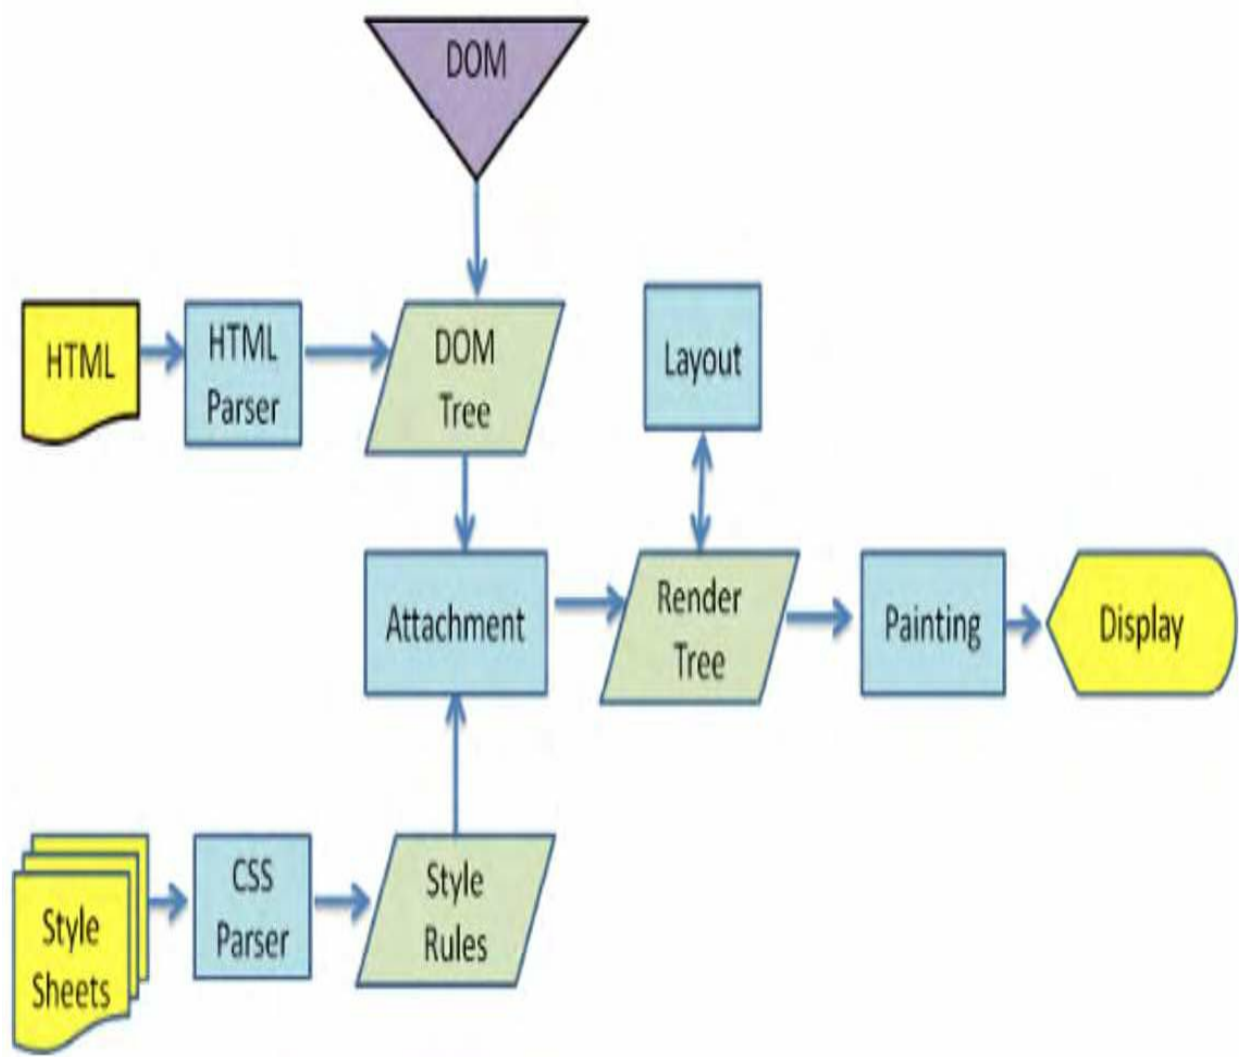 DOM
HTML
HTML
Parser
DOM
Tree
Layout
Attachment
Render
Tree
Painting
Display
Style
Sheets
CSS
Parser
Style
Rules